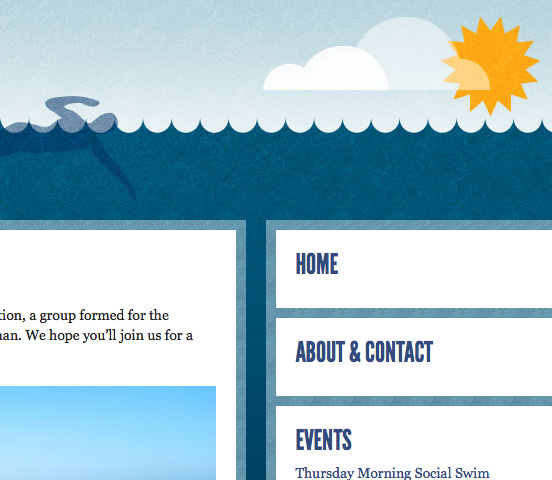 tion, a group formed for the
an. We hope you’ll join us for a
HOME
ABOUT & CONTACT
EVENTS
Thursday Morning Social Swim